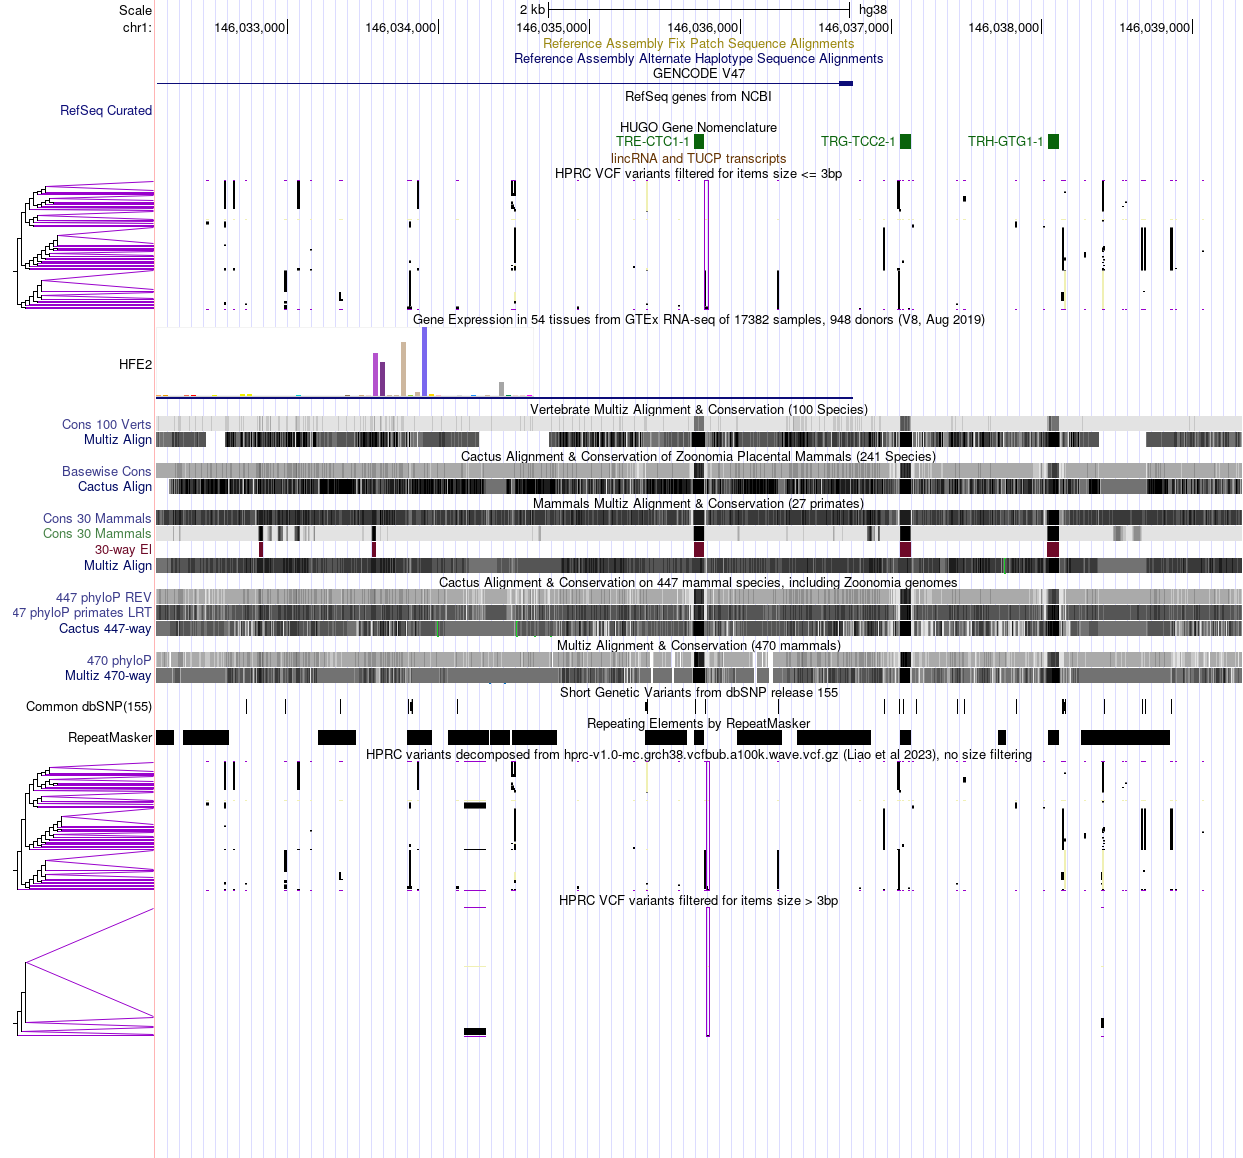 Scale 2 kb hg38
chr1: 146,033,000 146,034,000 146,035,000 146,036,000 146,037,000 146,038,000 146,039,000
Reference Assembly Fix Patch Sequence Alignments
Reference Assembly Alternate Haplotype Sequence Alignments
GENCODE V47
RefSeq genes from NCBI
RefSeq Curated
HUGO Gene Nomenclature
TRE-CTC1-1 TRG-TCC2-1 TRH-GTG1-1
lincRNA and TUCP transcripts
HPRC VCF variants filtered for items size <= 3bp
Gene Expression in 54 tissues from GTEx RNA-seq of 17382 samples, 948 donors (V8, Aug 2019)
HFE2
Vertebrate Multiz Alignment & Conservation (100 Species)
Cons 100 Verts
Multiz Align
Cactus Alignment & Conservation of Zoonomia Placental Mammals (241 Species)
Basewise Cons
Cactus Align
Mammals Multiz Alignment & Conservation (27 primates)
Cons 30 Mammals
Cons 30 Mammals
30-way El
Multiz Align
Cactus Alignment & Conservation on 447 mammal species, including Zoonomia genomes
447 phyloP REV
47 phyloP primates LRT
Cactus 447-way
Multiz Alignment & Conservation (470 mammals)
470 phyloP
Multiz 470-way
Short Genetic Variants from dbSNP release 155
Common dbSNP(155)
Repeating Elements by RepeatMasker
RepeatMasker
HPRC variants decomposed from hprc-v1.0-mc.grch38.vcfbub.a100k.wave.vcf.gz (Liao et al 2023), no size filtering
HPRC VCF variants filtered for items size > 3bp